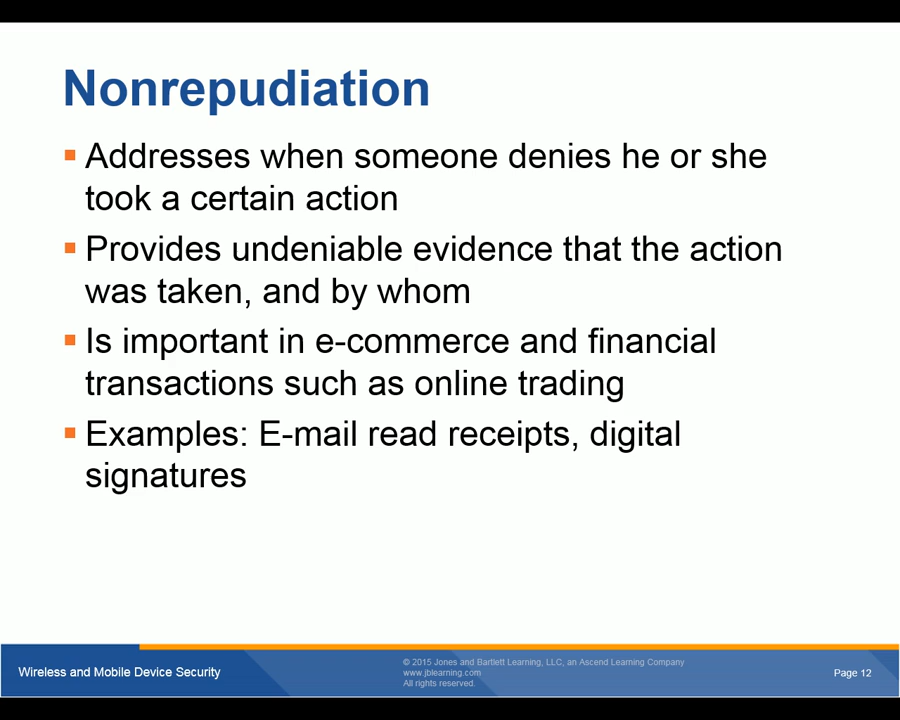 Nonrepudiation
Addresses when someone denies he or she
took a certain action
Provides undeniable evidence that the action
was taken, and by whom
Is important in e-commerce and financial
transactions such as online trading
Examples: E-mail read receipts, digital
signatures
Wireless and Mobile Device Security
© 2015 Jones and Bartlett Learning, LLC, an Ascend Learning Company
www.jblearning.com
All rights reserved.
Page 12